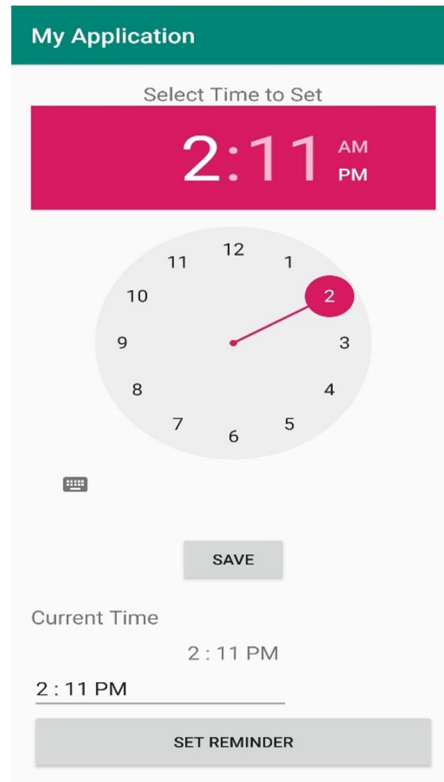 My Application
Select Time to Set
2:11 AM
PM
12
11 1
10 2
9 3
8 4
7 5
6
SAVE
Current Time
2 : 11 PM
2 : 11 PM
SET REMINDER